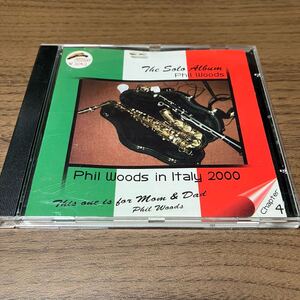 The Solo Album
Phil Woods
Phil Woods in Italy 2000
This one is for Mom & Dad
Phil Woods
Chapter 4